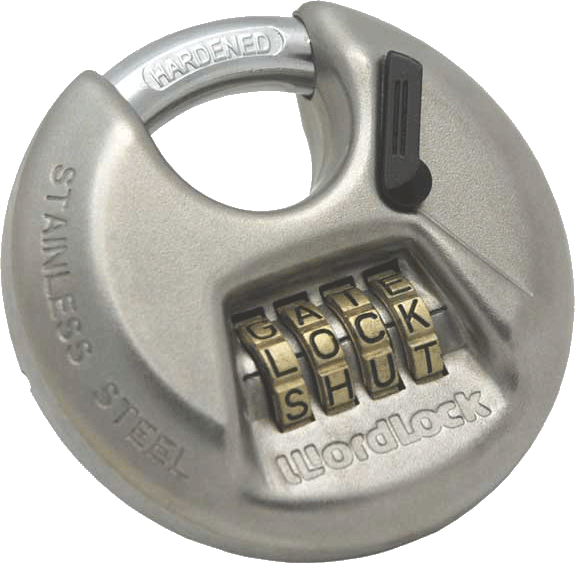 HARDENED
STAINLESS STEEL
GATE
LOCK
SHUT
WordLock